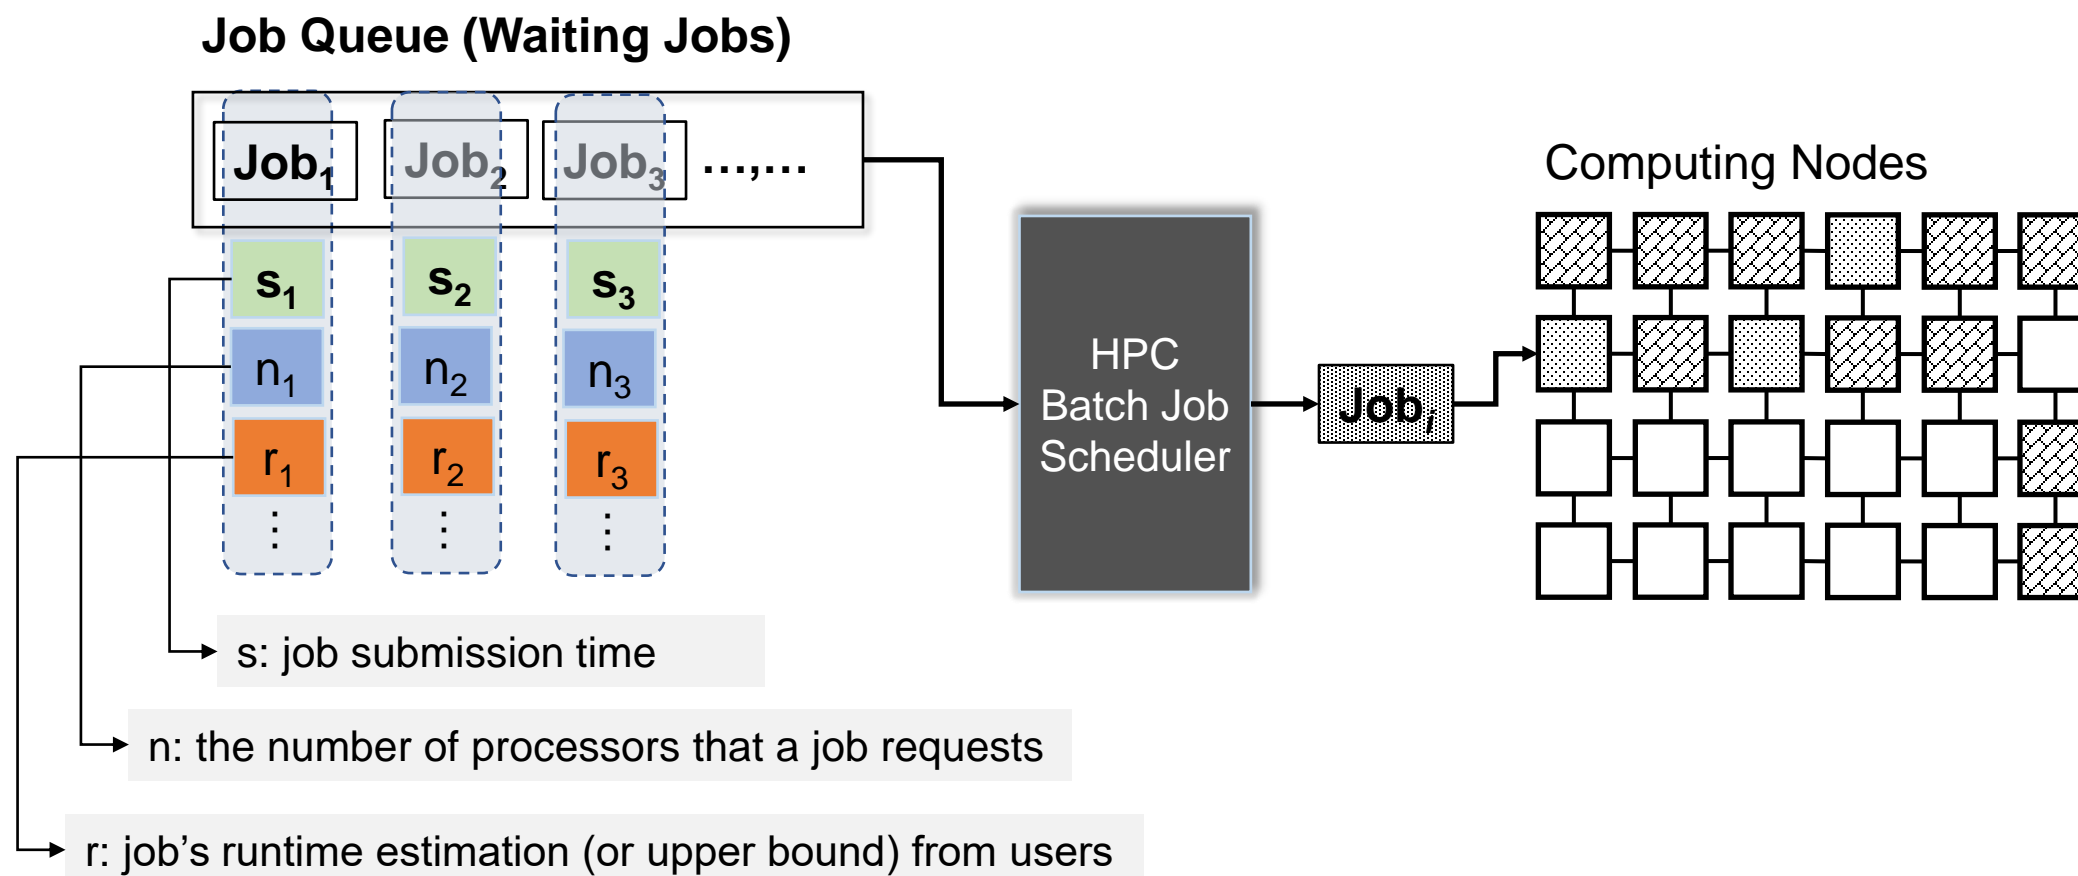 Job Queue (Waiting Jobs)
Job1 Job2 Job3 ...,...
s1 s2 s3
n1 n2 n3
r1 r2 r3
⋮ ⋮ ⋮
HPC
Batch Job
Scheduler
Jobi
Computing Nodes
s: job submission time
n: the number of processors that a job requests
r: job’s runtime estimation (or upper bound) from users